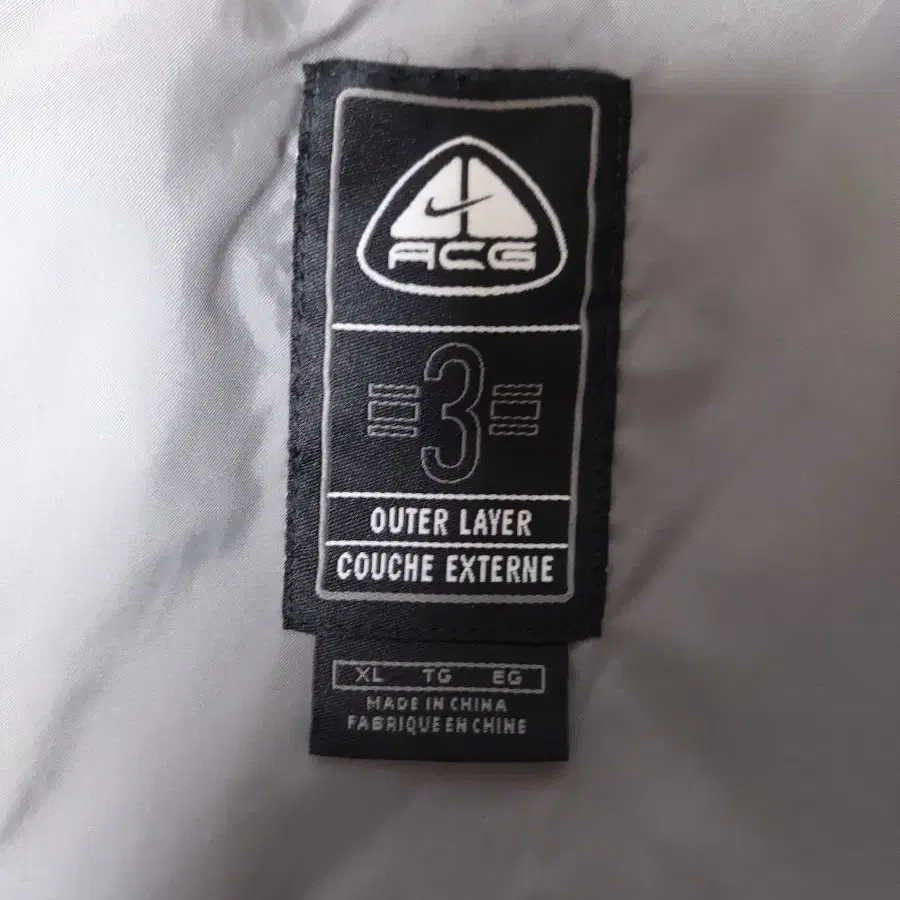 ACG
3
OUTER LAYER
COUCHE EXTERNE
XL TG EG
MADE IN CHINA
FABRIQUE EN CHINE